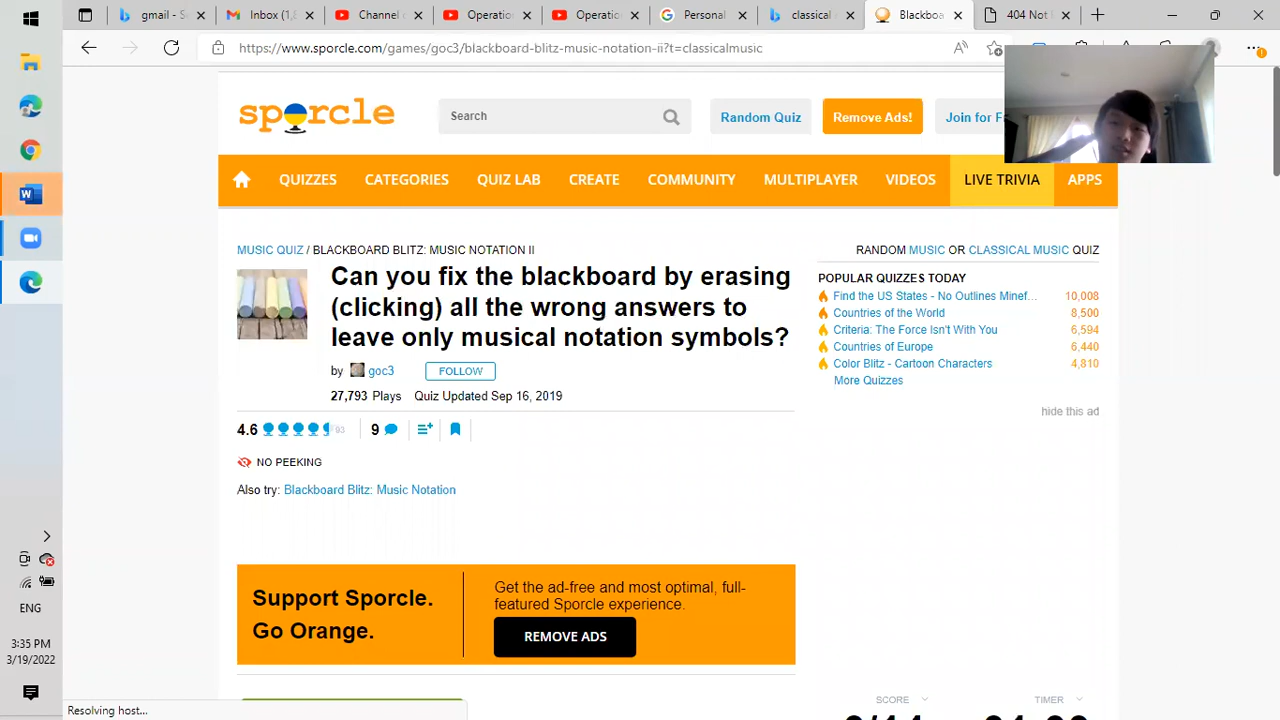 gmail - Se
Inbox (1,8
Channel c
Operation
Operation
Personal
classical
Blackboa
404 Not
https://www.sporcle.com/games/goc3/blackboard-blitz-music-notation-ii?t=classicalmusic
sporcle
Search
Random Quiz
Remove Ads!
Join for F
QUIZZES
CATEGORIES
QUIZ LAB
CREATE
COMMUNITY
MULTIPLAYER
VIDEOS
LIVE TRIVIA
APPS
MUSIC QUIZ / BLACKBOARD BLITZ: MUSIC NOTATION II
RANDOM MUSIC OR CLASSICAL MUSIC QUIZ
Can you fix the blackboard by erasing
(clicking) all the wrong answers to
leave only musical notation symbols?
by goc3 FOLLOW
27,793 Plays Quiz Updated Sep 16, 2019
4.6 93 9
NO PEEKING
Also try: Blackboard Blitz: Music Notation
POPULAR QUIZZES TODAY
Find the US States - No Outlines Minef... 10,008
Countries of the World 8,500
Criteria: The Force Isn't With You 6,594
Countries of Europe 6,440
Color Blitz - Cartoon Characters 4,810
More Quizzes
hide this ad
Support Sporcle.
Go Orange.
Get the ad-free and most optimal, full-
featured Sporcle experience.
REMOVE ADS
SCORE
TIMER
ENG
3:35 PM
3/19/2022
Resolving host...